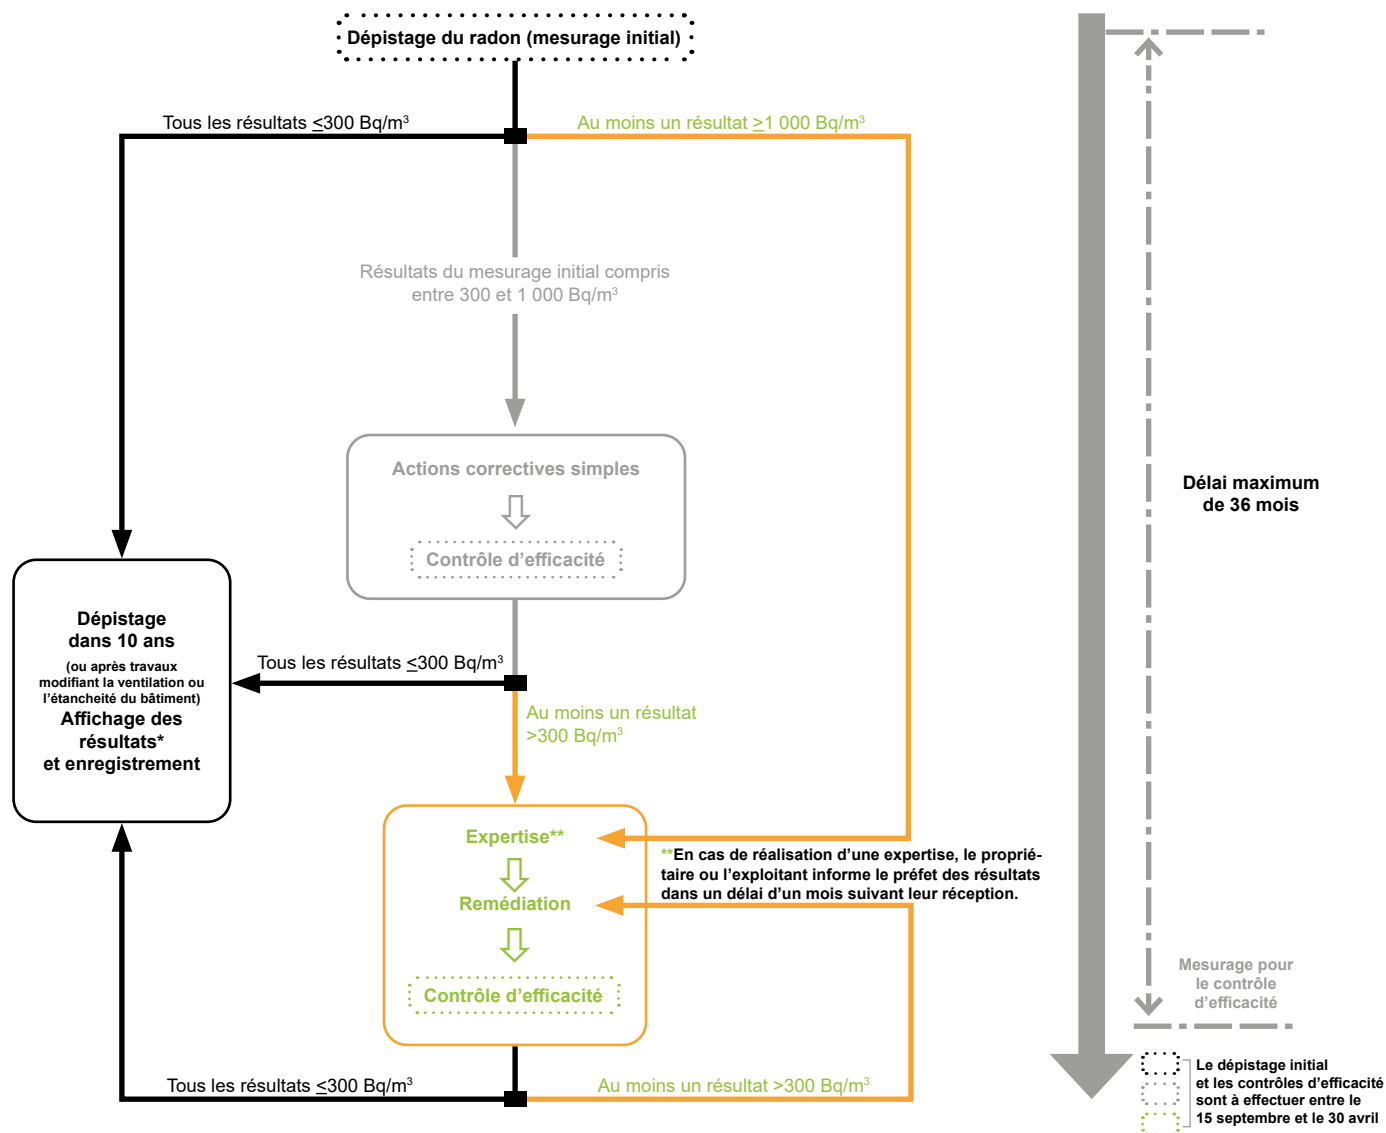 Dépistage du radon (mesurage initial)
Tous les résultats ≤300 Bq/m³
Au moins un résultat ≥1 000 Bq/m³
Résultats du mesurage initial compris
entre 300 et 1 000 Bq/m³
Actions correctives simples
Contrôle d’efficacité
Délai maximum
de 36 mois
Dépistage
dans 10 ans
(ou après travaux
modifiant la ventilation ou
l’étancheité du bâtiment)
Affichage des
résultats*
et enregistrement
Tous les résultats ≤300 Bq/m³
Au moins un résultat
>300 Bq/m³
Expertise**
**En cas de réalisation d’une expertise, le proprié-
taire ou l’exploitant informe le préfet des résultats
dans un délai d’un mois suivant leur réception.
Remédiation
Contrôle d’efficacité
Mesurage pour
le contrôle
d’efficacité
Tous les résultats ≤300 Bq/m³
Au moins un résultat >300 Bq/m³
Le dépistage initial
et les contrôles d’efficacité
sont à effectuer entre le
15 septembre et le 30 avril